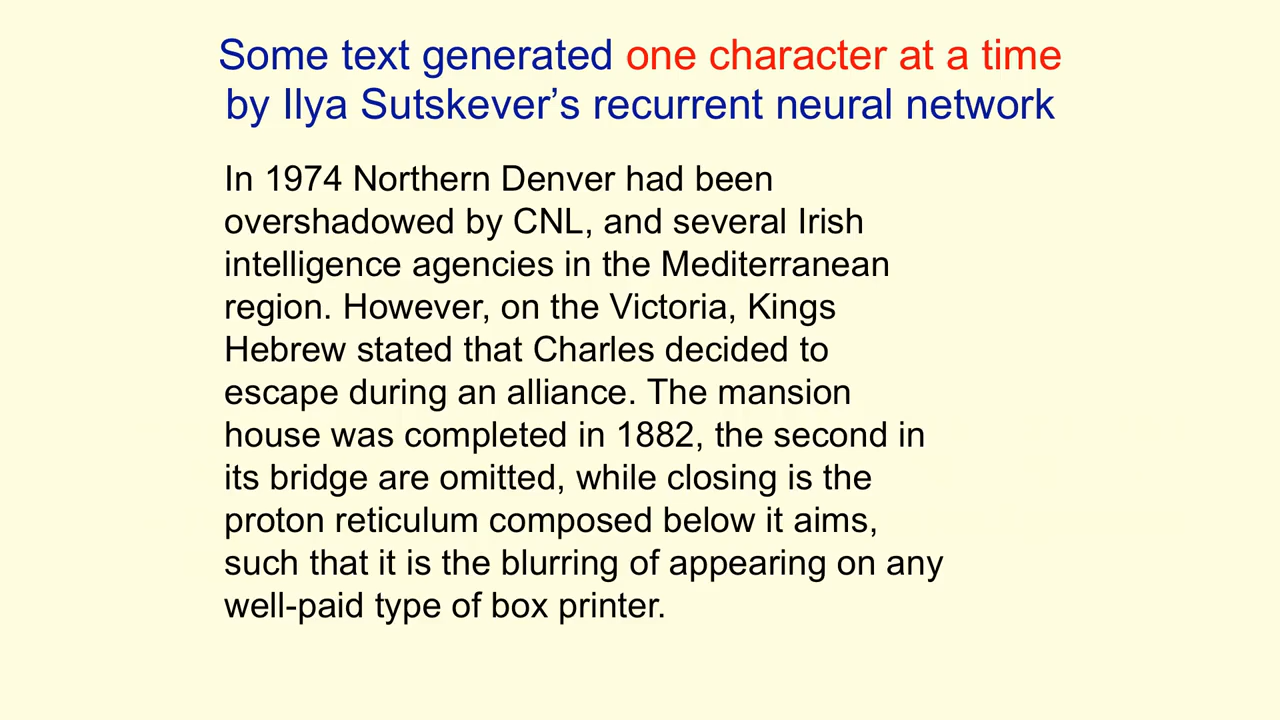 Some text generated one character at a time
by Ilya Sutskever’s recurrent neural network
In 1974 Northern Denver had been
overshadowed by CNL, and several Irish
intelligence agencies in the Mediterranean
region. However, on the Victoria, Kings
Hebrew stated that Charles decided to
escape during an alliance. The mansion
house was completed in 1882, the second in
its bridge are omitted, while closing is the
proton reticulum composed below it aims,
such that it is the blurring of appearing on any
well-paid type of box printer.